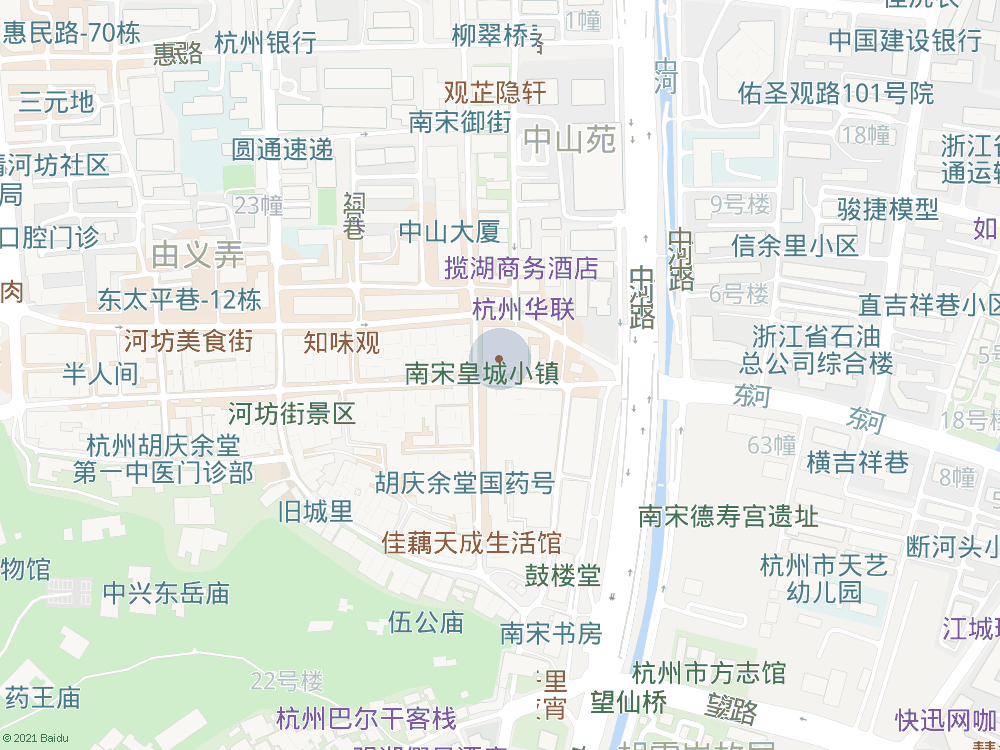 惠民路-70栋
惠路
杭州银行
柳翠桥
1幢
中国建设银行
三元地
观芷隐轩
南宋御街
中河
佑圣观路101号院
圆通速递
中山苑
18幢
浙江省
通运输
清河坊社区
局
23幢
祠堂巷
9号楼
骏捷模型
口腔门诊
由义弄
中山大厦
信余里小区
如
中河路
肉
东太平巷-12栋
揽湖商务酒店
杭州华联
中河路
6号楼
直吉祥巷小区
河坊美食街
知味观
浙江省石油
总公司综合楼
半人间
南宋皇城小镇
东河
东河
河坊街景区
18号楼
杭州胡庆余堂
第一中医门诊部
63幢
横吉祥巷
8幢
胡庆余堂国药号
旧城里
南宋德寿宫遗址
佳藕天成生活馆
断河头小
物馆
鼓楼堂
杭州市天艺
幼儿园
中兴东岳庙
伍公庙
南宋书房
江城
22号楼
药王庙
里
宵
杭州市方志馆
望仙桥
望路
杭州巴尔干客栈
快迅网咖
© 2021 Baidu